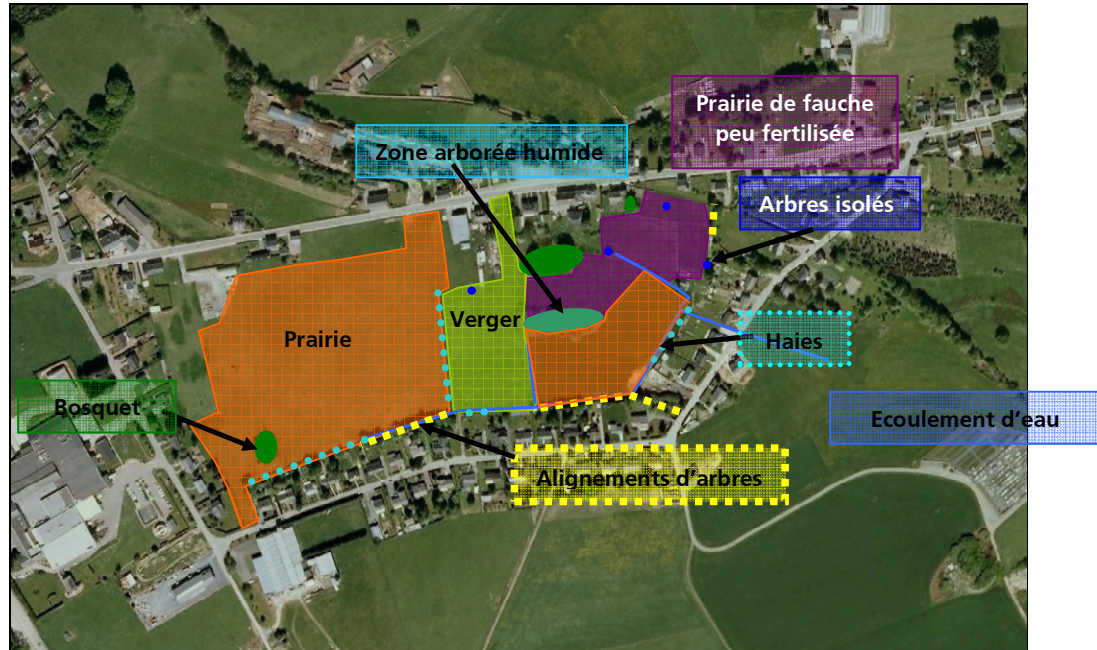 Prairie de fauche
peu fertilisée
Zone arborée humide
Arbres isolés
Verger
Prairie
Haies
Bosquet
Ecoulement d'eau
Alignements d'arbres